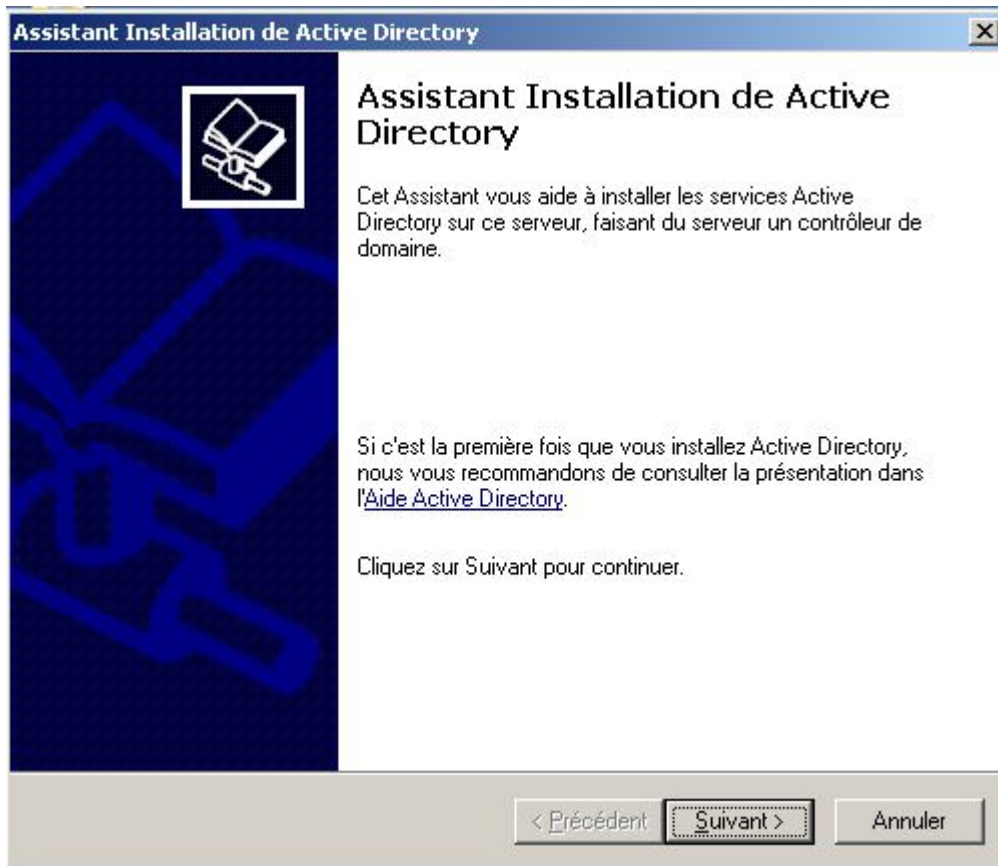 Assistant Installation de Active Directory
Assistant Installation de Active
Directory
Cet Assistant vous aide à installer les services Active
Directory sur ce serveur, faisant du serveur un contrôleur de
domaine.
Si c'est la première fois que vous installez Active Directory,
nous vous recommandons de consulter la présentation dans
l'Aide Active Directory.
Cliquez sur Suivant pour continuer.
< Précédent
Suivant >
Annuler